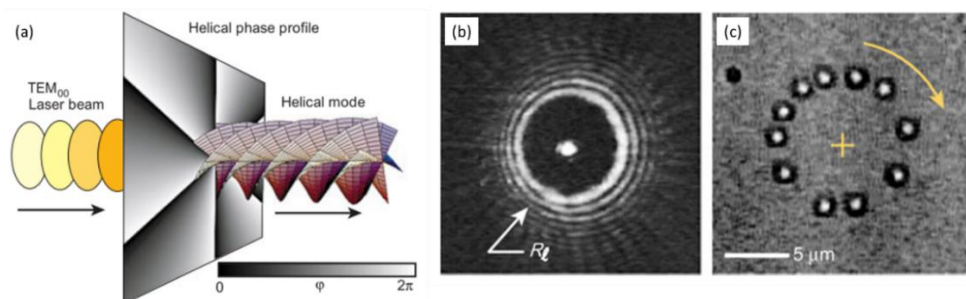 (a)
Helical phase profile
TEM₀₀
Laser beam
Helical mode
0
φ
2π
(b)
Rℓ
(c)
5 μm